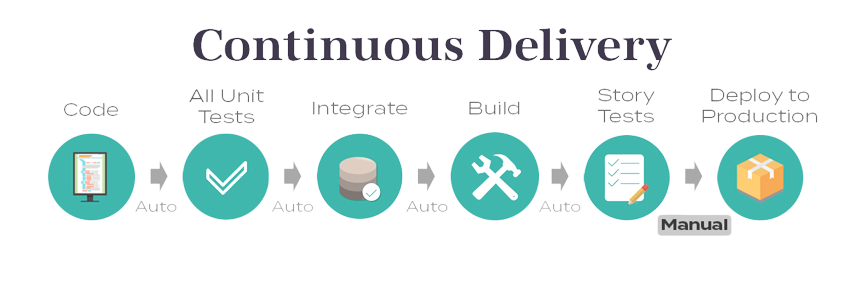 Continuous Delivery
Code
All Unit
Tests
Integrate
Build
Story
Tests
Deploy to
Production
Auto
Auto
Auto
Auto
Manual